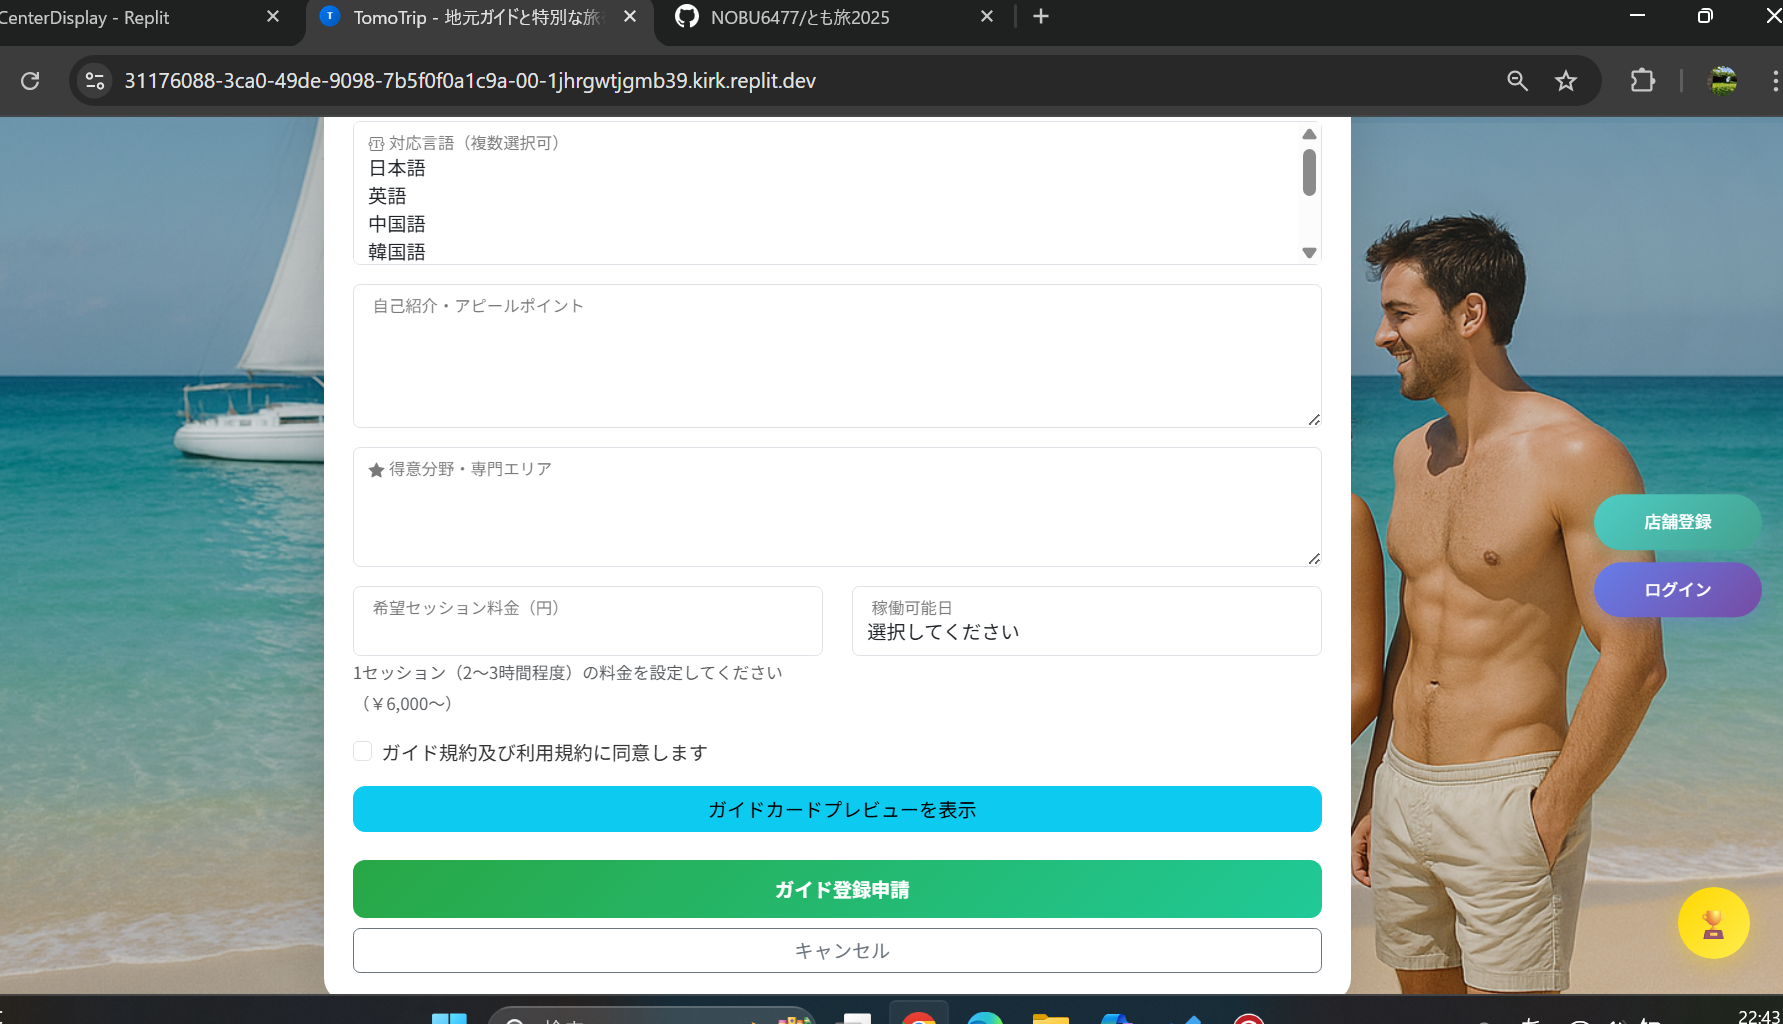 CenterDisplay - Replit
TomoTrip - 地元ガイドと特別な旅
NOBU6477/とも旅2025
31176088-3ca0-49de-9098-7b5f0f0a1c9a-00-1jhrgwtjgmb39.kirk.replit.dev
対応言語（複数選択可）
日本語
英語
中国語
韓国語
自己紹介・アピールポイント
得意分野・専門エリア
希望セッション料金（円）
稼働可能日
選択してください
1セッション（2〜3時間程度）の料金を設定してください
（￥6,000〜）
ガイド規約及び利用規約に同意します
ガイドカードプレビューを表示
ガイド登録申請
キャンセル
店舗登録
ログイン
22:43